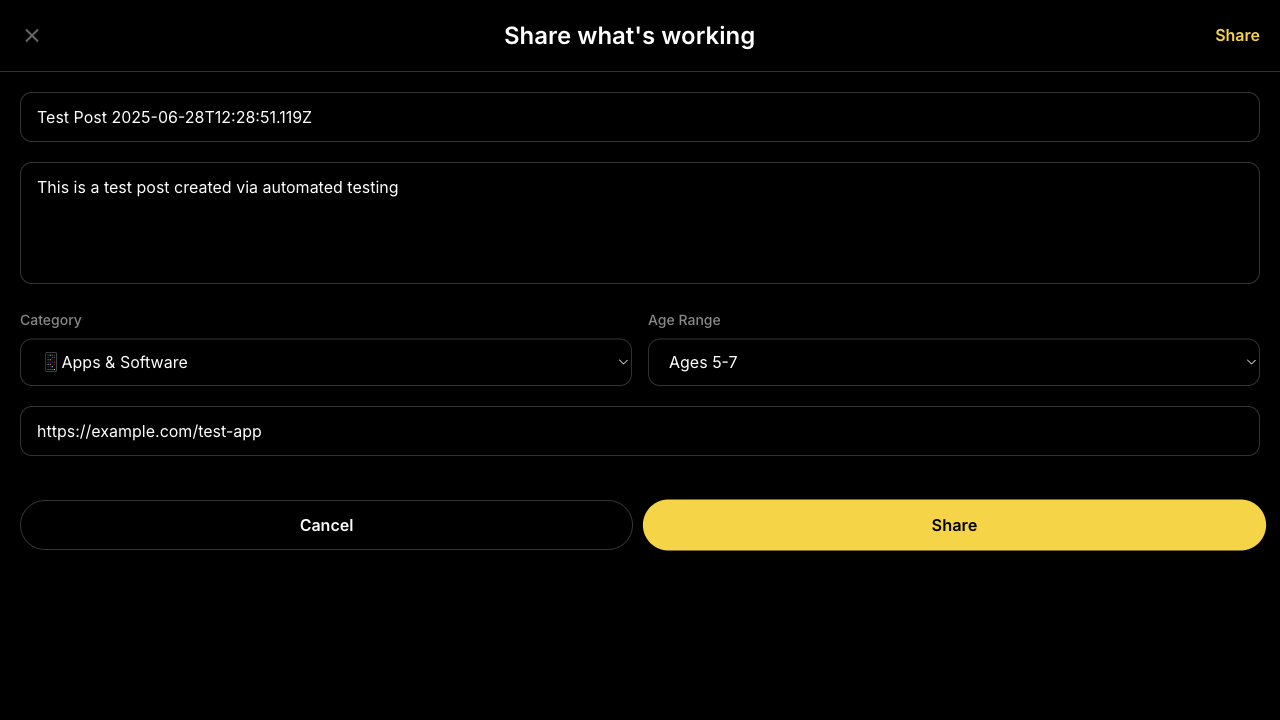 Share what's working
Share
Test Post 2025-06-28T12:28:51.119Z
This is a test post created via automated testing
Category
Age Range
Apps & Software
Ages 5-7
https://example.com/test-app
Cancel
Share